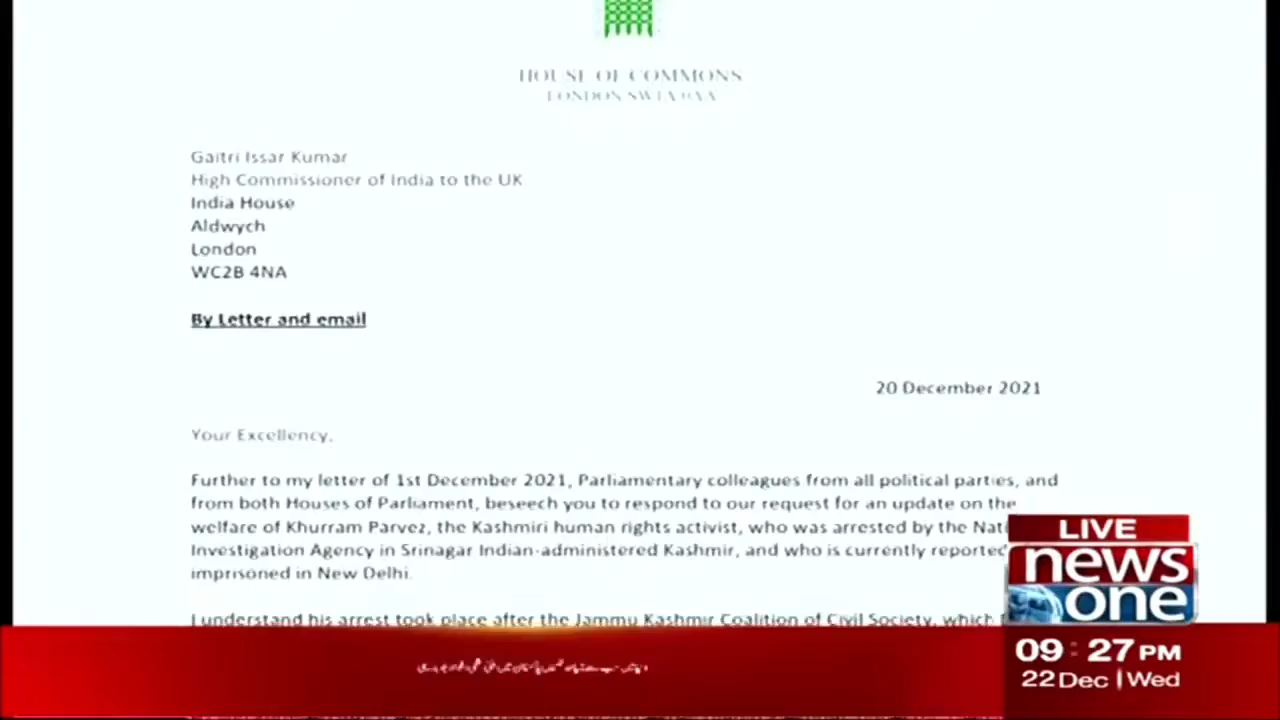 HOUSE OF COMMONS
LONDON SW1A 0AA
Gaitri Issar Kumar
High Commissioner of India to the UK
India House
Aldwych
London
WC2B 4NA
By Letter and email
20 December 2021
Your Excellency,
Further to my letter of 1st December 2021, Parliamentary colleagues from all political parties, and
from both Houses of Parliament, beseech you to respond to our request for an update on the
welfare of Khurram Parvez, the Kashmiri human rights activist, who was arrested by the
Investigation Agency in Srinagar Indian-administered Kashmir, and who is currently
imprisoned in New Delhi.
I understand his arrest took place after the Jammu Kashmir Coalition of Civil Society, which
LIVE
news
one
09:27 PM
22 Dec | Wed